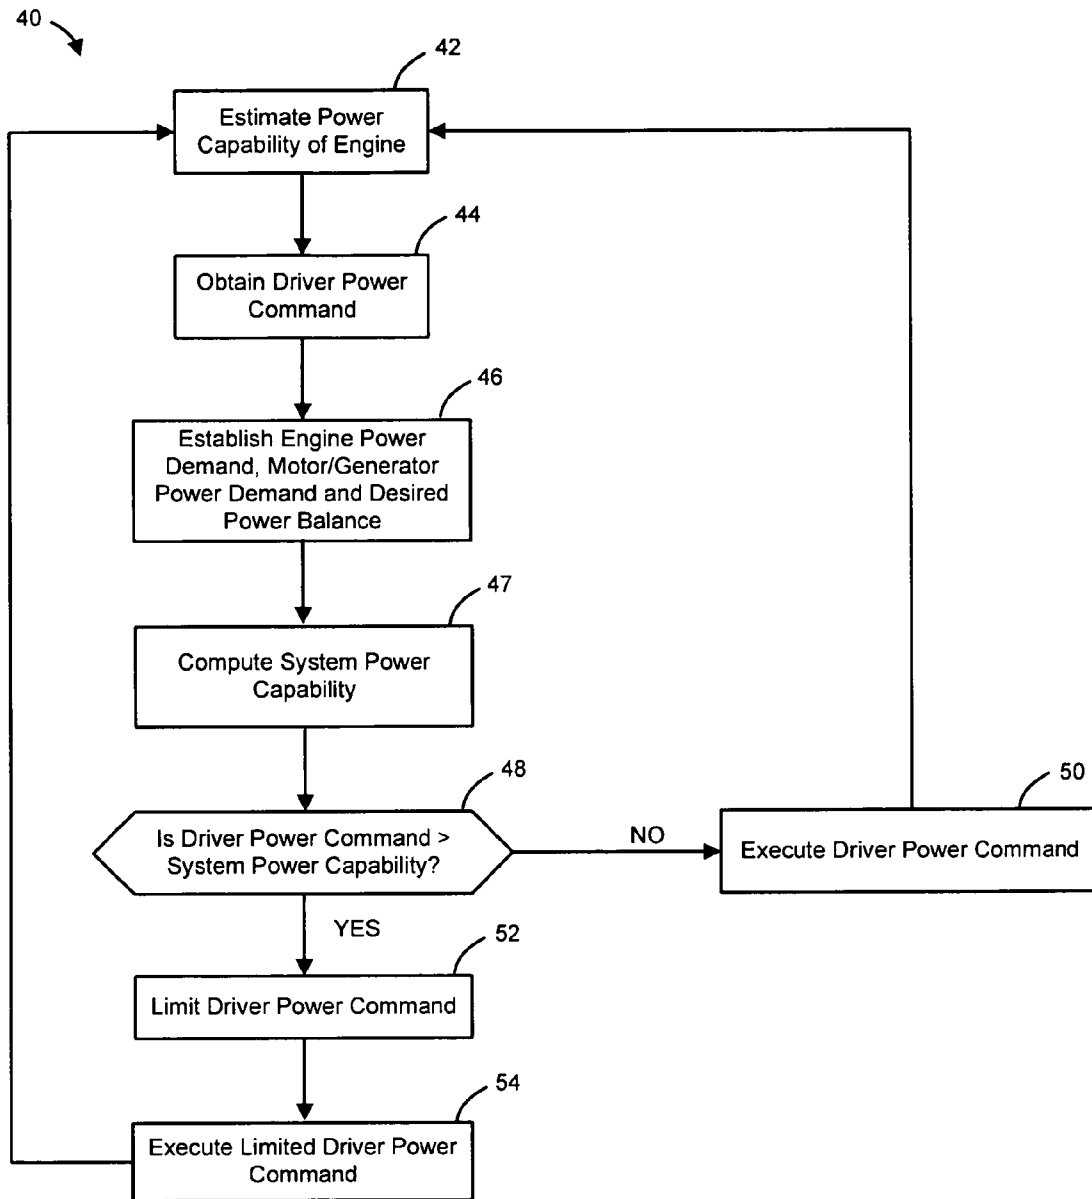 40
42
Estimate Power
Capability of Engine
44
Obtain Driver Power
Command
46
Establish Engine Power
Demand, Motor/Generator
Power Demand and Desired
Power Balance
47
Compute System Power
Capability
48
Is Driver Power Command >
System Power Capability?
NO
50
Execute Driver Power Command
YES
52
Limit Driver Power Command
54
Execute Limited Driver Power
Command